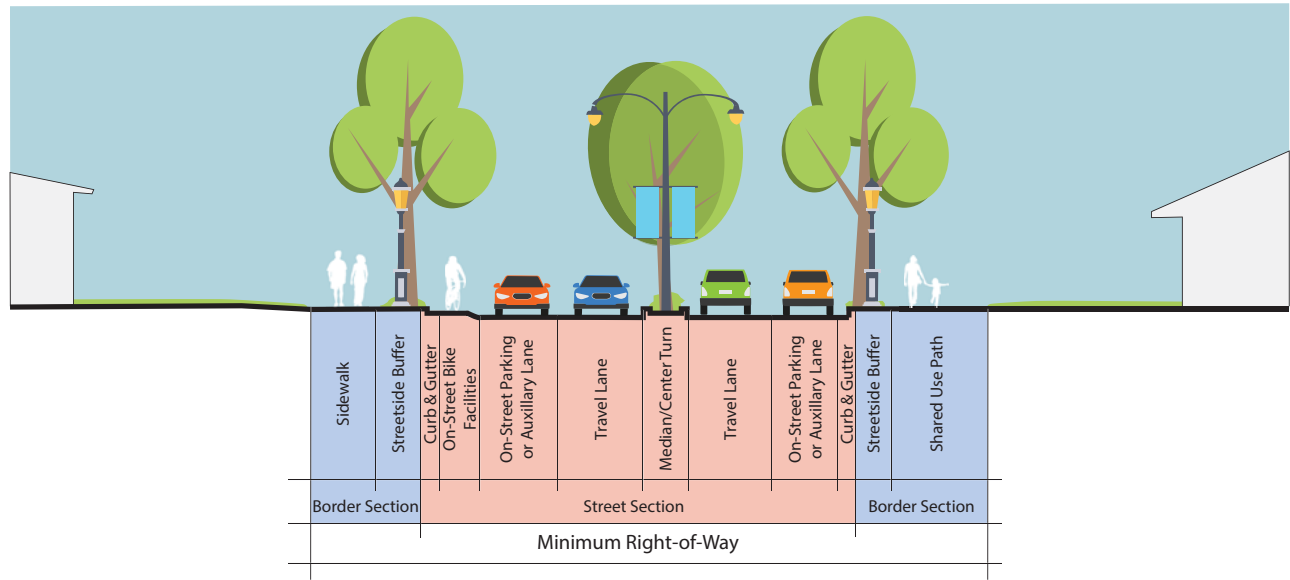 Sidewalk
Streetside Buffer
Curb & Gutter
On-Street Bike
Facilities
On-Street Parking
or Auxillary Lane
Travel Lane
Median/Center Turn
Travel Lane
On-Street Parking
or Auxillary Lane
Curb & Gutter
Streetside Buffer
Shared Use Path
Border Section
Street Section
Border Section
Minimum Right-of-Way